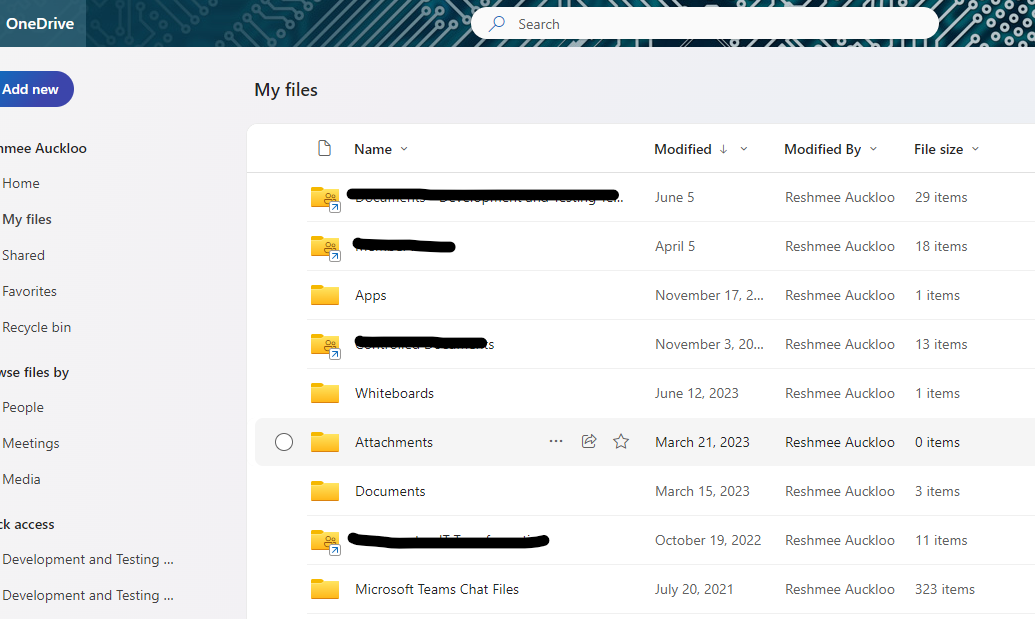 OneDrive
Search
Add new
My files
hmee Auckloo
Home
My files
Shared
Favorites
Recycle bin
wse files by
People
Meetings
Media
ck access
Development and Testing ...
Development and Testing ...
Name Modified Modified By File size
June 5 Reshmee Auckloo 29 items
April 5 Reshmee Auckloo 18 items
Apps November 17, 2... Reshmee Auckloo 1 items
November 3, 20... Reshmee Auckloo 13 items
Whiteboards June 12, 2023 Reshmee Auckloo 1 items
Attachments ... March 21, 2023 Reshmee Auckloo 0 items
Documents March 15, 2023 Reshmee Auckloo 3 items
October 19, 2022 Reshmee Auckloo 11 items
Microsoft Teams Chat Files July 20, 2021 Reshmee Auckloo 323 items